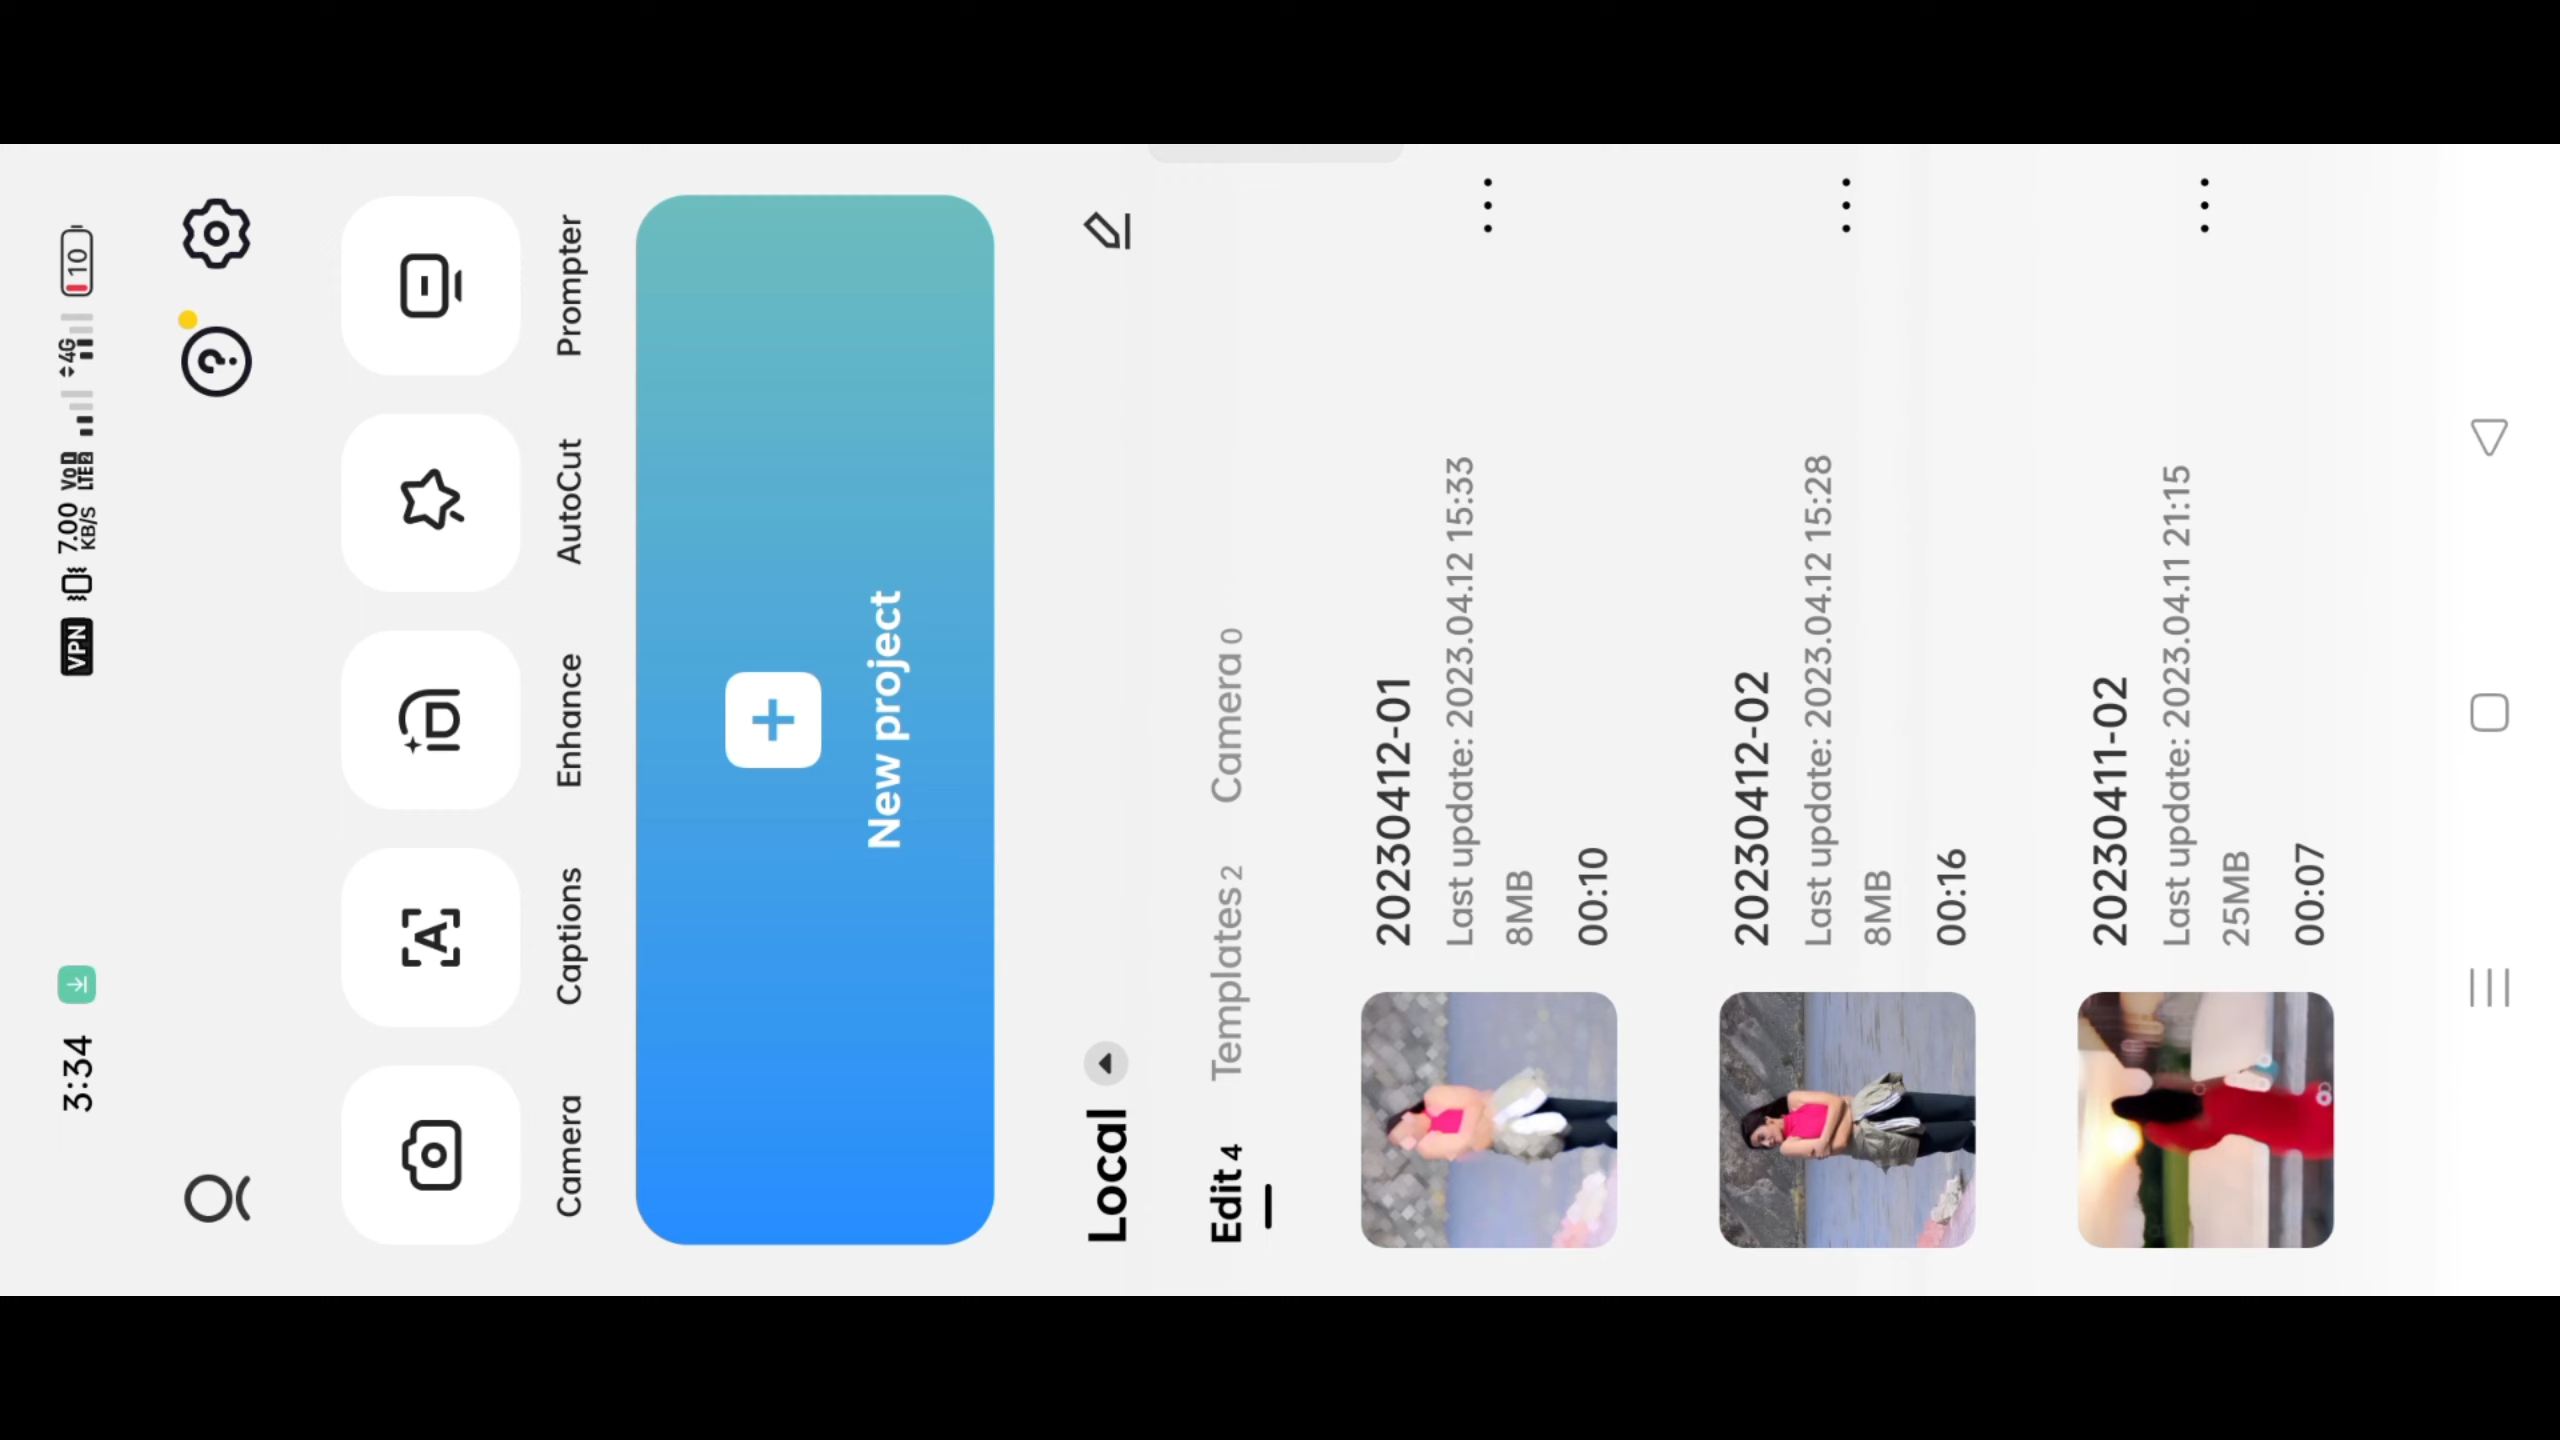 3:34 VPN 7.00 KB/S VoD LTE2 4G 10
Camera Captions Enhance AutoCut Prompter
New project
Local
Edit 4 Templates 2 Camera 0
20230412-01
Last update: 2023.04.12 15:33
8MB
00:10
20230412-02
Last update: 2023.04.12 15:28
8MB
00:16
20230411-02
Last update: 2023.04.11 21:15
25MB
00:07